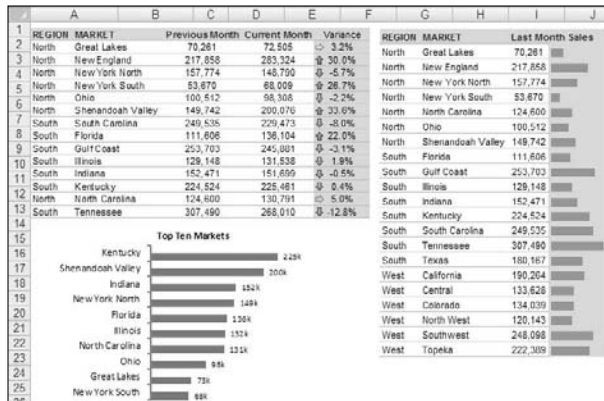 A B C D E F G H I J
1
2 REGION MARKET Previous Month Current Month Variance
3 North Great Lakes 70,261 72,505 3.2%
4 North New England 217,858 283,324 30.0%
5 North New York North 157,774 148,790 -5.7%
North New York South 53,670 68,009 26.7%
6 North Ohio 100,512 98,308 -2.2%
7 North Shenandoah Valley 149,742 200,076 33.6%
8 South South Carolina 249,535 229,473 -8.0%
South Florida 111,606 136,104 22.0%
9 South Gulf Coast 253,703 245,881 -3.1%
10 South Illinois 129,148 131,538 1.9%
11 South Indiana 152,471 151,699 -0.5%
12 South Kentucky 224,524 225,461 0.4%
South North Carolina 124,600 130,791 5.0%
13 South Tennessee 307,490 268,010 -12.8%
14
15 Top Ten Markets
16 Kentucky 225k
17 Shenandoah Valley 200k
18 Indiana 152k
19 New York North 149k
20 Florida 136k
21 Illinois 132k
22 North Carolina 131k
23 Ohio 98k
24 Great Lakes 73k
25 New York South 68k
REGION MARKET Last Month Sales
North Great Lakes 70,261
North New England 217,858
North New York North 157,774
North New York South 53,670
North North Carolina 124,600
North Ohio 100,512
North Shenandoah Valley 149,742
South Florida 111,606
South Gulf Coast 253,703
South Illinois 129,148
South Indiana 152,471
South Kentucky 224,524
South South Carolina 249,535
South Tennessee 307,490
South Texas 180,167
West California 190,264
West Central 133,628
West Colorado 134,039
West North West 120,143
West Southwest 248,098
West Topeka 222,389